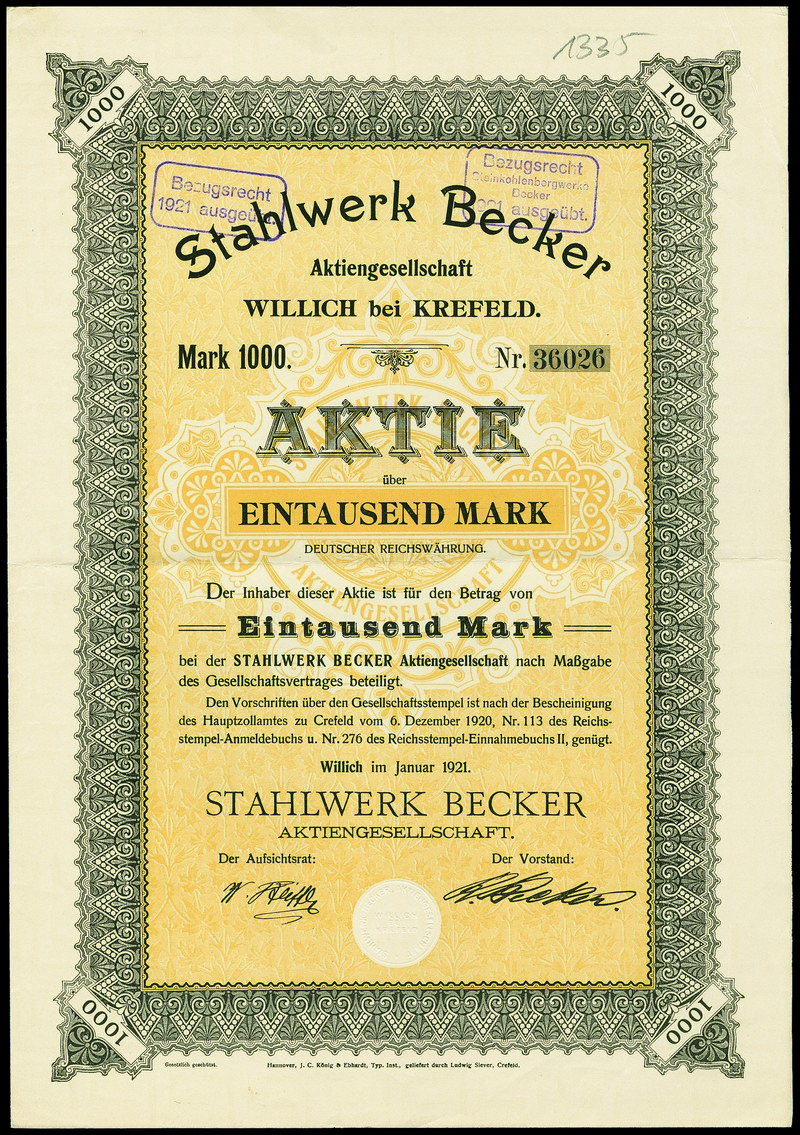 1335
1000
1000
Bezugsrecht
1921 ausgeübt.
Bezugsrecht
Steinkohlenbergwerke
Becker
1921 ausgeübt.
Stahlwerk Becker
Aktiengesellschaft
WILLICH bei KREFELD.
Mark 1000.
Nr. 36026
AKTIE
über
EINTAUSEND MARK
DEUTSCHER REICHSWÄHRUNG.
AKTIENGESELLSCHAFT
Der Inhaber dieser Aktie ist für den Betrag von
Eintausend Mark
bei der STAHLWERK BECKER Aktiengesellschaft nach Maßgabe
des Gesellschaftsvertrages beteiligt.
Den Vorschriften über den Gesellschaftsstempel ist nach der Bescheinigung
des Hauptzollamtes zu Crefeld vom 6. Dezember 1920, Nr. 113 des Reichs-
stempel-Anmeldebuchs u. Nr. 276 des Reichsstempel-Einnahmebuchs II, genügt.
Willich im Januar 1921.
STAHLWERK BECKER
AKTIENGESELLSCHAFT.
Der Aufsichtsrat:
Der Vorstand:
1000
1000
Gesetzlich geschützt.
Hannover, J. C. König & Ebhardt, Typ. Inst., geliefert durch Ludwig Siever, Crefeld.